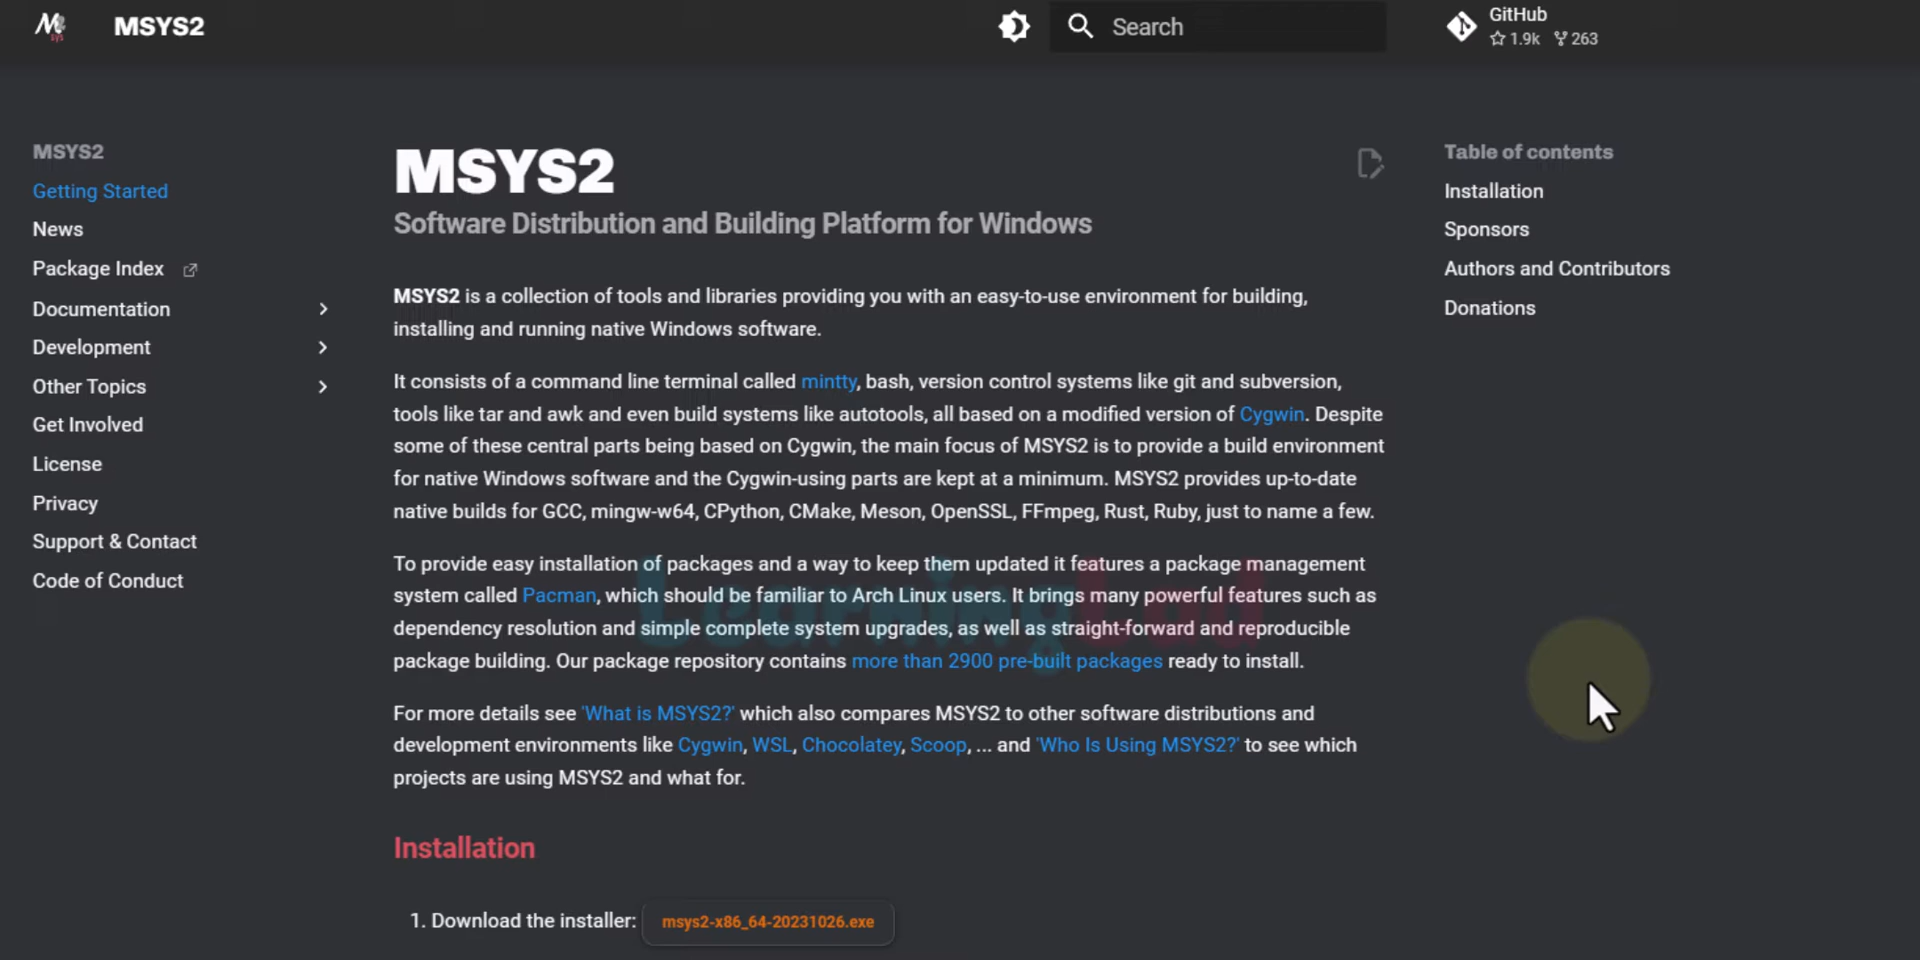 MSYS2
Search
GitHub
1.9k 263
MSYS2
Getting Started
News
Package Index
Documentation
Development
Other Topics
Get Involved
License
Privacy
Support & Contact
Code of Conduct
MSYS2
Software Distribution and Building Platform for Windows
MSYS2 is a collection of tools and libraries providing you with an easy-to-use environment for building,
installing and running native Windows software.
It consists of a command line terminal called mintty, bash, version control systems like git and subversion,
tools like tar and awk and even build systems like autotools, all based on a modified version of Cygwin. Despite
some of these central parts being based on Cygwin, the main focus of MSYS2 is to provide a build environment
for native Windows software and the Cygwin-using parts are kept at a minimum. MSYS2 provides up-to-date
native builds for GCC, mingw-w64, CPython, CMake, Meson, OpenSSL, FFmpeg, Rust, Ruby, just to name a few.
To provide easy installation of packages and a way to keep them updated it features a package management
system called Pacman, which should be familiar to Arch Linux users. It brings many powerful features such as
dependency resolution and simple complete system upgrades, as well as straight-forward and reproducible
package building. Our package repository contains more than 2900 pre-built packages ready to install.
Learning Lad
For more details see 'What is MSYS2?' which also compares MSYS2 to other software distributions and
development environments like Cygwin, WSL, Chocolatey, Scoop, ... and 'Who Is Using MSYS2?' to see which
projects are using MSYS2 and what for.
Installation
1. Download the installer: msys2-x86_64-20231026.exe
Table of contents
Installation
Sponsors
Authors and Contributors
Donations